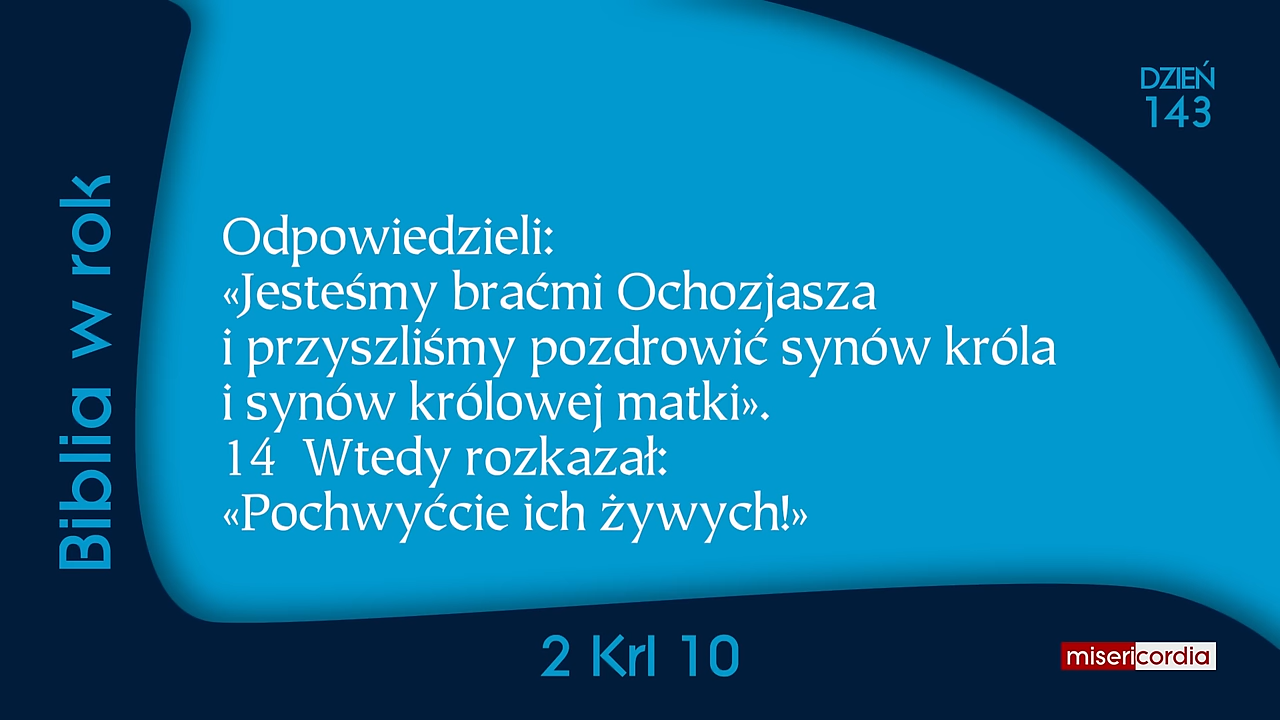 DZIEŃ
143
Biblia w rok
Odpowiedzieli:
«Jesteśmy braćmi Ochozjasza
i przyszliśmy pozdrowić synów króla
i synów królowej matki».
14 Wtedy rozkazał:
«Pochwyćcie ich żywych!»
2 Krl 10
misericordia